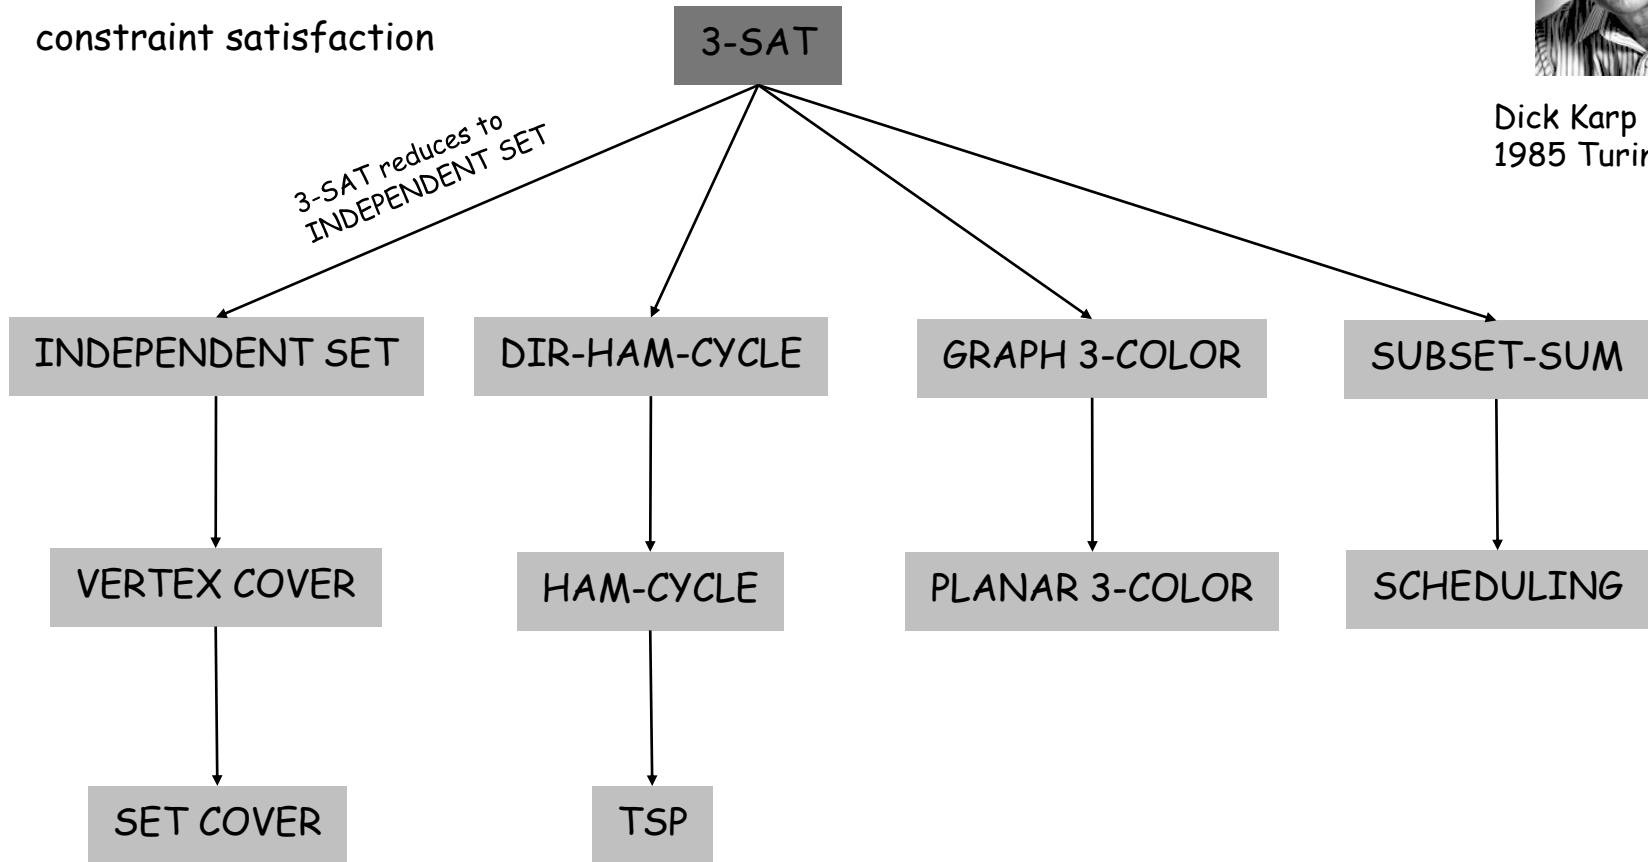 constraint satisfaction
3-SAT
Dick Karp
1985
3-SAT reduces to
INDEPENDENT SET
INDEPENDENT SET
DIR-HAM-CYCLE
GRAPH 3-COLOR
SUBSET-SUM
VERTEX COVER
HAM-CYCLE
PLANAR 3-COLOR
SCHEDULING
SET COVER
TSP